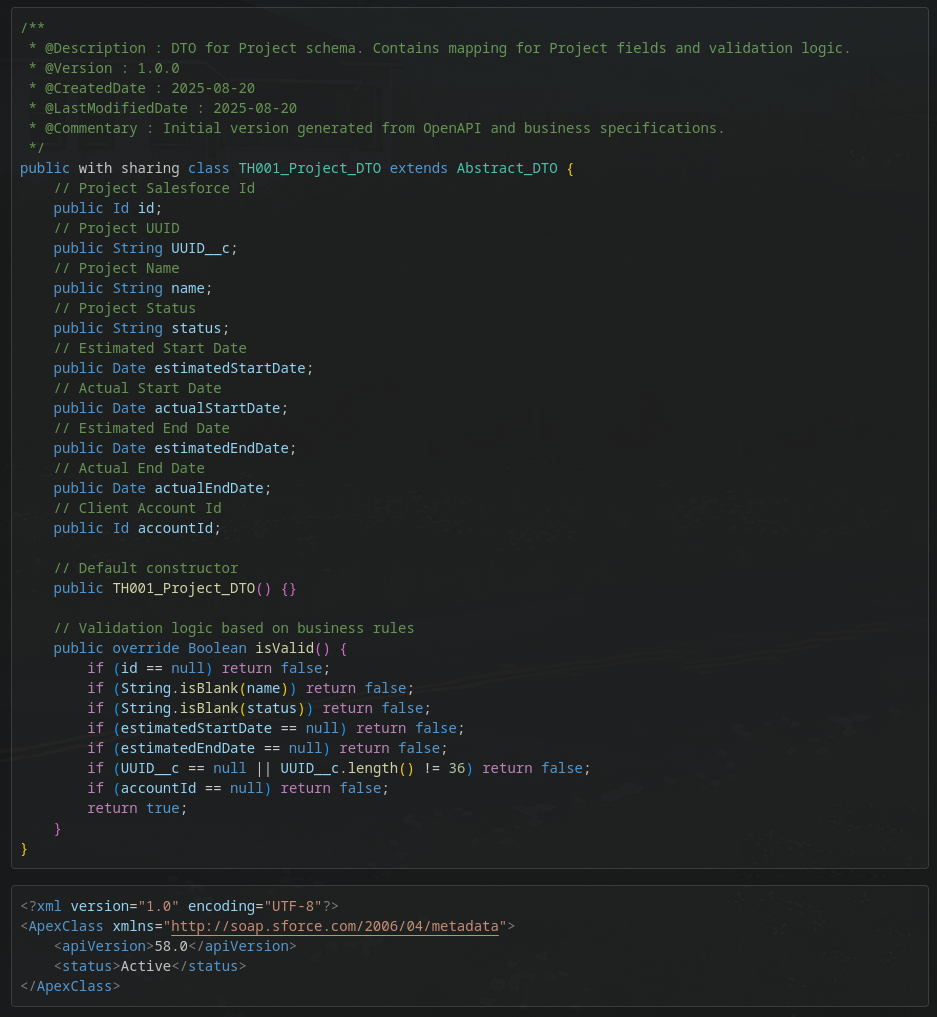 /**
 * @Description : DTO for Project schema. Contains mapping for Project fields and validation logic.
 * @Version : 1.0.0
 * @CreatedDate : 2025-08-20
 * @LastModifiedDate : 2025-08-20
 * @Commentary : Initial version generated from OpenAPI and business specifications.
 */
public with sharing class TH001_Project_DTO extends Abstract_DTO {
    // Project Salesforce Id
    public Id id;
    // Project UUID
    public String UUID__c;
    // Project Name
    public String name;
    // Project Status
    public String status;
    // Estimated Start Date
    public Date estimatedStartDate;
    // Actual Start Date
    public Date actualStartDate;
    // Estimated End Date
    public Date estimatedEndDate;
    // Actual End Date
    public Date actualEndDate;
    // Client Account Id
    public Id accountId;

    // Default constructor
    public TH001_Project_DTO() {}

    // Validation logic based on business rules
    public override Boolean isValid() {
        if (id == null) return false;
        if (String.isBlank(name)) return false;
        if (String.isBlank(status)) return false;
        if (estimatedStartDate == null) return false;
        if (estimatedEndDate == null) return false;
        if (UUID__c == null || UUID__c.length() != 36) return false;
        if (accountId == null) return false;
        return true;
    }
}
<?xml version="1.0" encoding="UTF-8"?>
<ApexClass xmlns="http://soap.sforce.com/2006/04/metadata">
    <apiVersion>58.0</apiVersion>
    <status>Active</status>
</ApexClass>